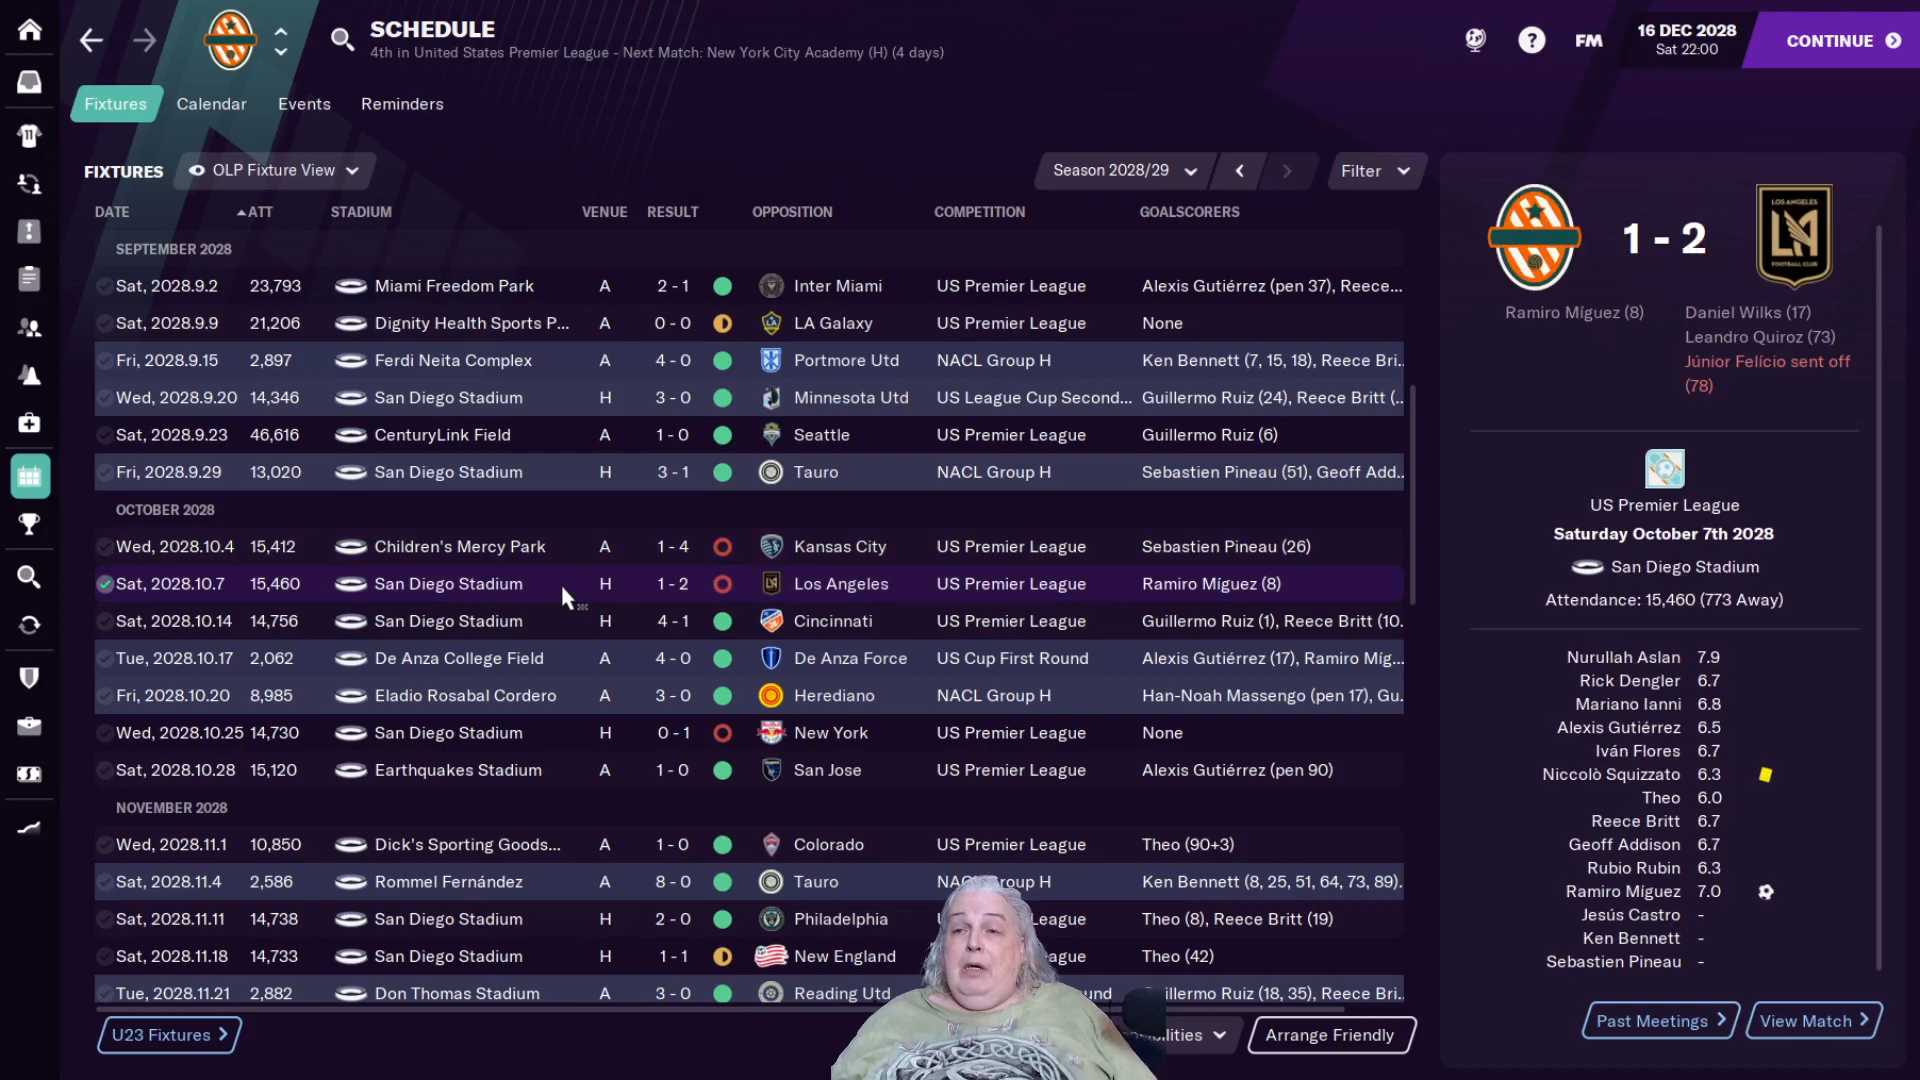 SCHEDULE
4th in United States Premier League - Next Match: New York City Academy (H) (4 days)
FM
16 DEC 2028
Sat 22:00
CONTINUE
Fixtures Calendar Events Reminders
FIXTURES OLP Fixture View Season 2028/29 Filter
DATE ATT STADIUM VENUE RESULT OPPOSITION COMPETITION GOALSCORERS
SEPTEMBER 2028
Sat, 2028.9.2 23,793 Miami Freedom Park A 2 - 1 Inter Miami US Premier League Alexis Gutiérrez (pen 37), Reece...
Sat, 2028.9.9 21,206 Dignity Health Sports P... A 0 - 0 LA Galaxy US Premier League None
Fri, 2028.9.15 2,897 Ferdi Neita Complex A 4 - 0 Portmore Utd NACL Group H Ken Bennett (7, 15, 18), Reece Bri..
Wed, 2028.9.20 14,346 San Diego Stadium H 3 - 0 Minnesota Utd US League Cup Second... Guillermo Ruiz (24), Reece Britt (..
Sat, 2028.9.23 46,616 CenturyLink Field A 1 - 0 Seattle US Premier League Guillermo Ruiz (6)
Fri, 2028.9.29 13,020 San Diego Stadium H 3 - 1 Tauro NACL Group H Sebastien Pineau (51), Geoff Add..
OCTOBER 2028
Wed, 2028.10.4 15,412 Children's Mercy Park A 1 - 4 Kansas City US Premier League Sebastien Pineau (26)
Sat, 2028.10.7 15,460 San Diego Stadium H 1 - 2 Los Angeles US Premier League Ramiro Míguez (8)
Sat, 2028.10.14 14,756 San Diego Stadium H 4 - 1 Cincinnati US Premier League Guillermo Ruiz (1), Reece Britt (10.
Tue, 2028.10.17 2,062 De Anza College Field A 4 - 0 De Anza Force US Cup First Round Alexis Gutiérrez (17), Ramiro Míg...
Fri, 2028.10.20 8,985 Eladio Rosabal Cordero A 3 - 0 Herediano NACL Group H Han-Noah Massengo (pen 17), Gu.
Wed, 2028.10.25 14,730 San Diego Stadium H 0 - 1 New York US Premier League None
Sat, 2028.10.28 15,120 Earthquakes Stadium A 1 - 0 San Jose US Premier League Alexis Gutiérrez (pen 90)
NOVEMBER 2028
Wed, 2028.11.1 10,850 Dick's Sporting Goods... A 1 - 0 Colorado US Premier League Theo (90+3)
Sat, 2028.11.4 2,586 Rommel Fernández A 8 - 0 Tauro Group H Ken Bennett (8, 25, 51, 64, 73, 89).
Sat, 2028.11.11 14,738 San Diego Stadium H 2 - 0 Philadelphia League Theo (8), Reece Britt (19)
Sat, 2028.11.18 14,733 San Diego Stadium H 1 - 1 New England Theo (42)
Tue, 2028.11.21 2,882 Don Thomas Stadium A 3 - 0 Reading Utd Ruiz (18, 35), Reece Bri..
U23 Fixtures Arrange Friendly
1 - 2
LOS ANGELES
FOOTBALL CLUB
Ramiro Míguez (8)
Daniel Wilks (17)
Leandro Quiroz (73)
Júnior Felício sent off
(78)
US Premier League
Saturday October 7th 2028
San Diego Stadium
Attendance: 15,460 (773 Away)
Nurullah Aslan 7.9
Rick Dengler 6.7
Mariano Ianni 6.8
Alexis Gutiérrez 6.5
Iván Flores 6.7
Niccolò Squizzato 6.3
Theo 6.0
Reece Britt 6.7
Geoff Addison 6.7
Rubio Rubin 6.3
Ramiro Míguez 7.0
Jesús Castro -
Ken Bennett -
Sebastien Pineau -
Past Meetings View Match